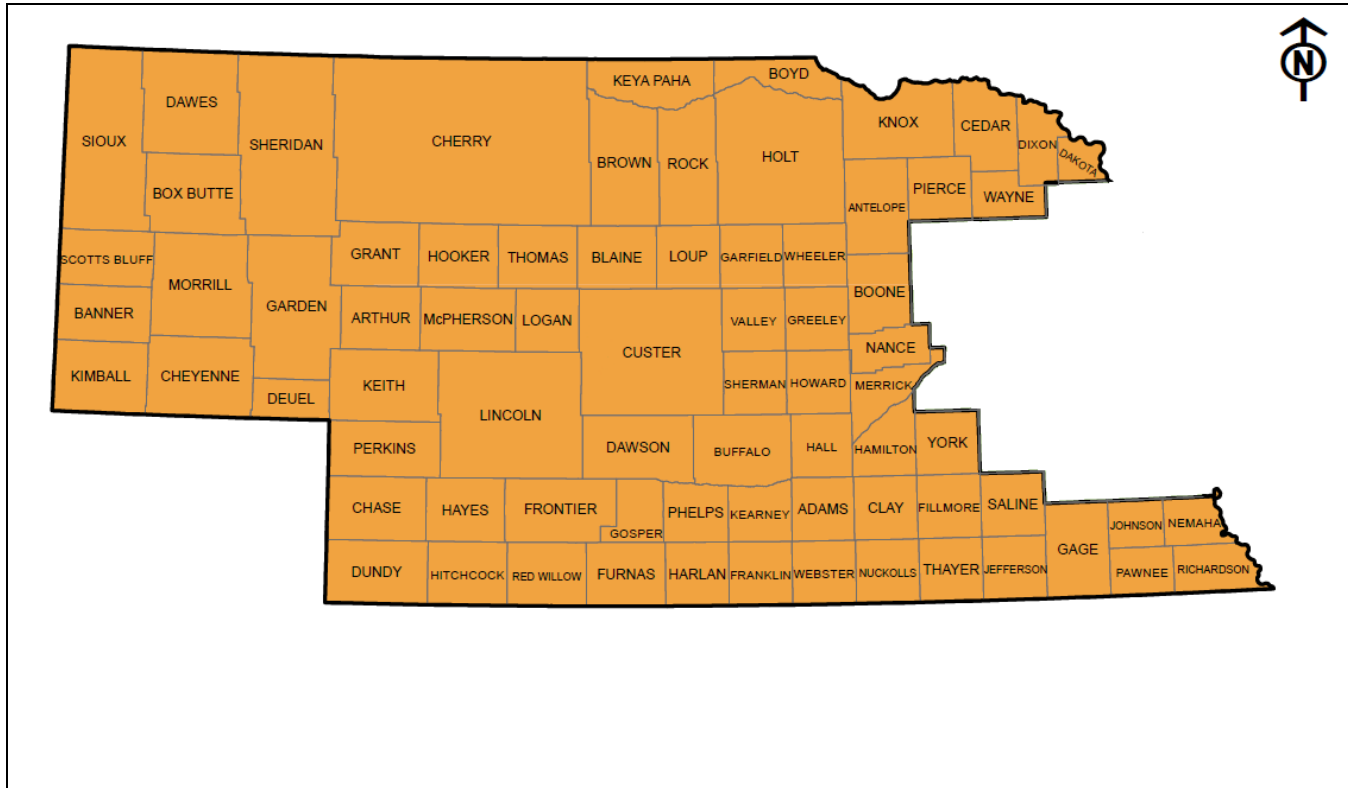 N
KEYA PAHA
BOYD
DAWES
SIOUX
SHERIDAN
CHERRY
BROWN
ROCK
HOLT
KNOX
CEDAR
DIXON
DAKOTA
BOX BUTTE
ANTELOPE
PIERCE
WAYNE
SCOTTS BLUFF
MORRILL
GARDEN
GRANT
HOOKER
THOMAS
BLAINE
LOUP
GARFIELD
WHEELER
BOONE
BANNER
ARTHUR
McPHERSON
LOGAN
CUSTER
VALLEY
GREELEY
NANCE
KIMBALL
CHEYENNE
DEUEL
KEITH
LINCOLN
SHERMAN
HOWARD
MERRICK
PERKINS
DAWSON
BUFFALO
HALL
HAMILTON
YORK
CHASE
HAYES
FRONTIER
GOSPER
PHELPS
KEARNEY
ADAMS
CLAY
FILLMORE
SALINE
GAGE
JOHNSON
NEMAHA
DUNDY
HITCHCOCK
RED WILLOW
FURNAS
HARLAN
FRANKLIN
WEBSTER
NUCKOLLS
THAYER
JEFFERSON
PAWNEE
RICHARDSON